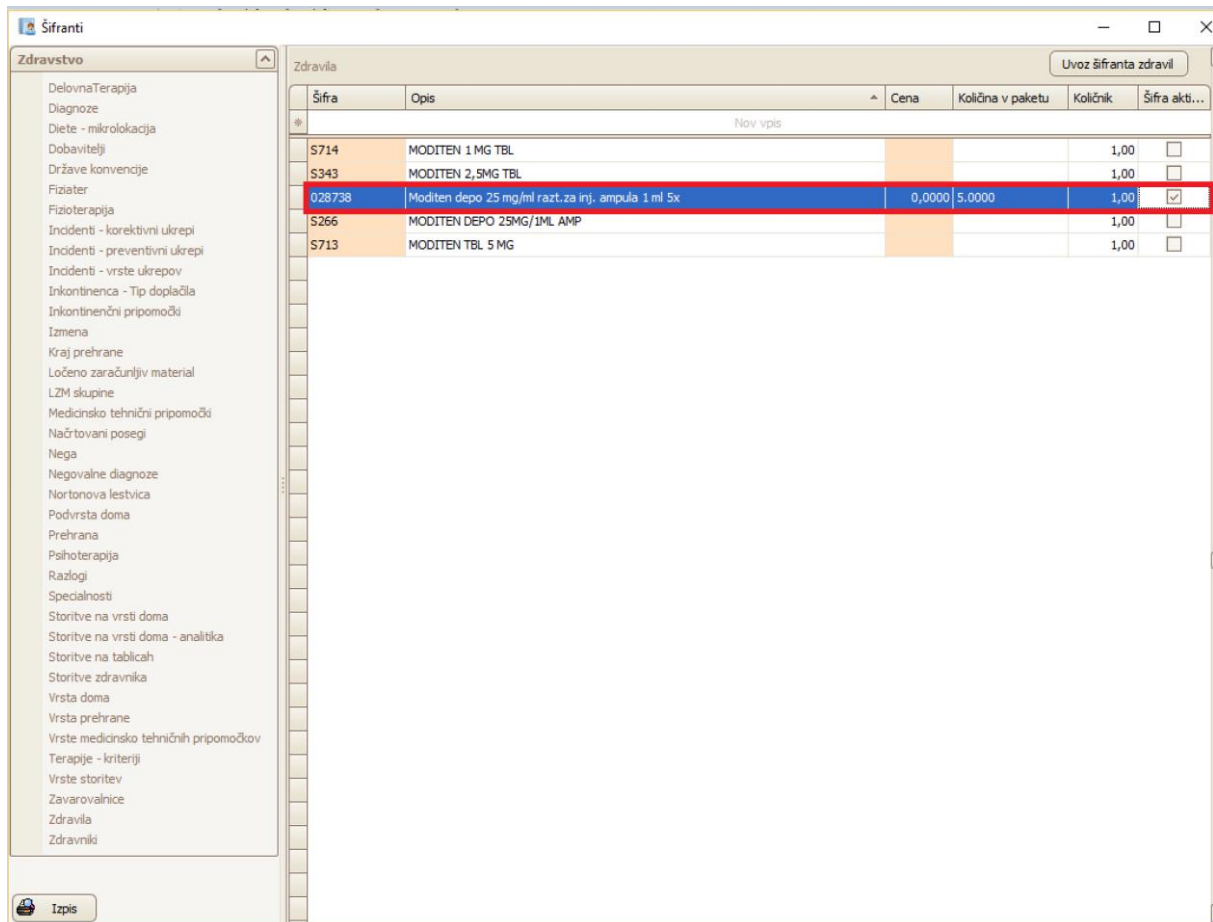 Šifranti
Zdravstvo
DelovnaTerapija
Diagnoze
Diete - mikrolokacija
Dobavitelji
Države konvencije
Fiziater
Fizioterapija
Incidenti - korektivni ukrepi
Incidenti - preventivni ukrepi
Incidenti - vrste ukrepov
Inkontinenca - Tip doplačila
Inkontinenčni pripomočki
Izmena
Kraj prehrane
Ločeno zaračunljiv material
LZM skupine
Medicinsko tehnični pripomočki
Načrtovani posegi
Nega
Negovalne diagnoze
Nortonova lestvica
Podvrsta doma
Prehrana
Psihoterapija
Razlogi
Specialnosti
Storitve na vrsti doma
Storitve na vrsti doma - analitika
Storitve na tablicah
Storitve zdravnika
Vrsta doma
Vrsta prehrane
Vrste medicinsko tehničnih pripomočkov
Terapije - kriteriji
Vrste storitev
Zavarovalnice
Zdravila
Zdravniki
Izpis
Zdravila Uvoz šifranta zdravil
Šifra Opis Cena Količina v paketu Količnik Šifra akti...
Nov vpis
S714 MODITEN 1 MG TBL 1,00
S343 MODITEN 2,5MG TBL 1,00
028738 Moditen depo 25 mg/ml razt.za inj. ampula 1 ml 5x 0,0000 5.0000 1,00
S266 MODITEN DEPO 25MG/1ML AMP 1,00
S713 MODITEN TBL 5 MG 1,00